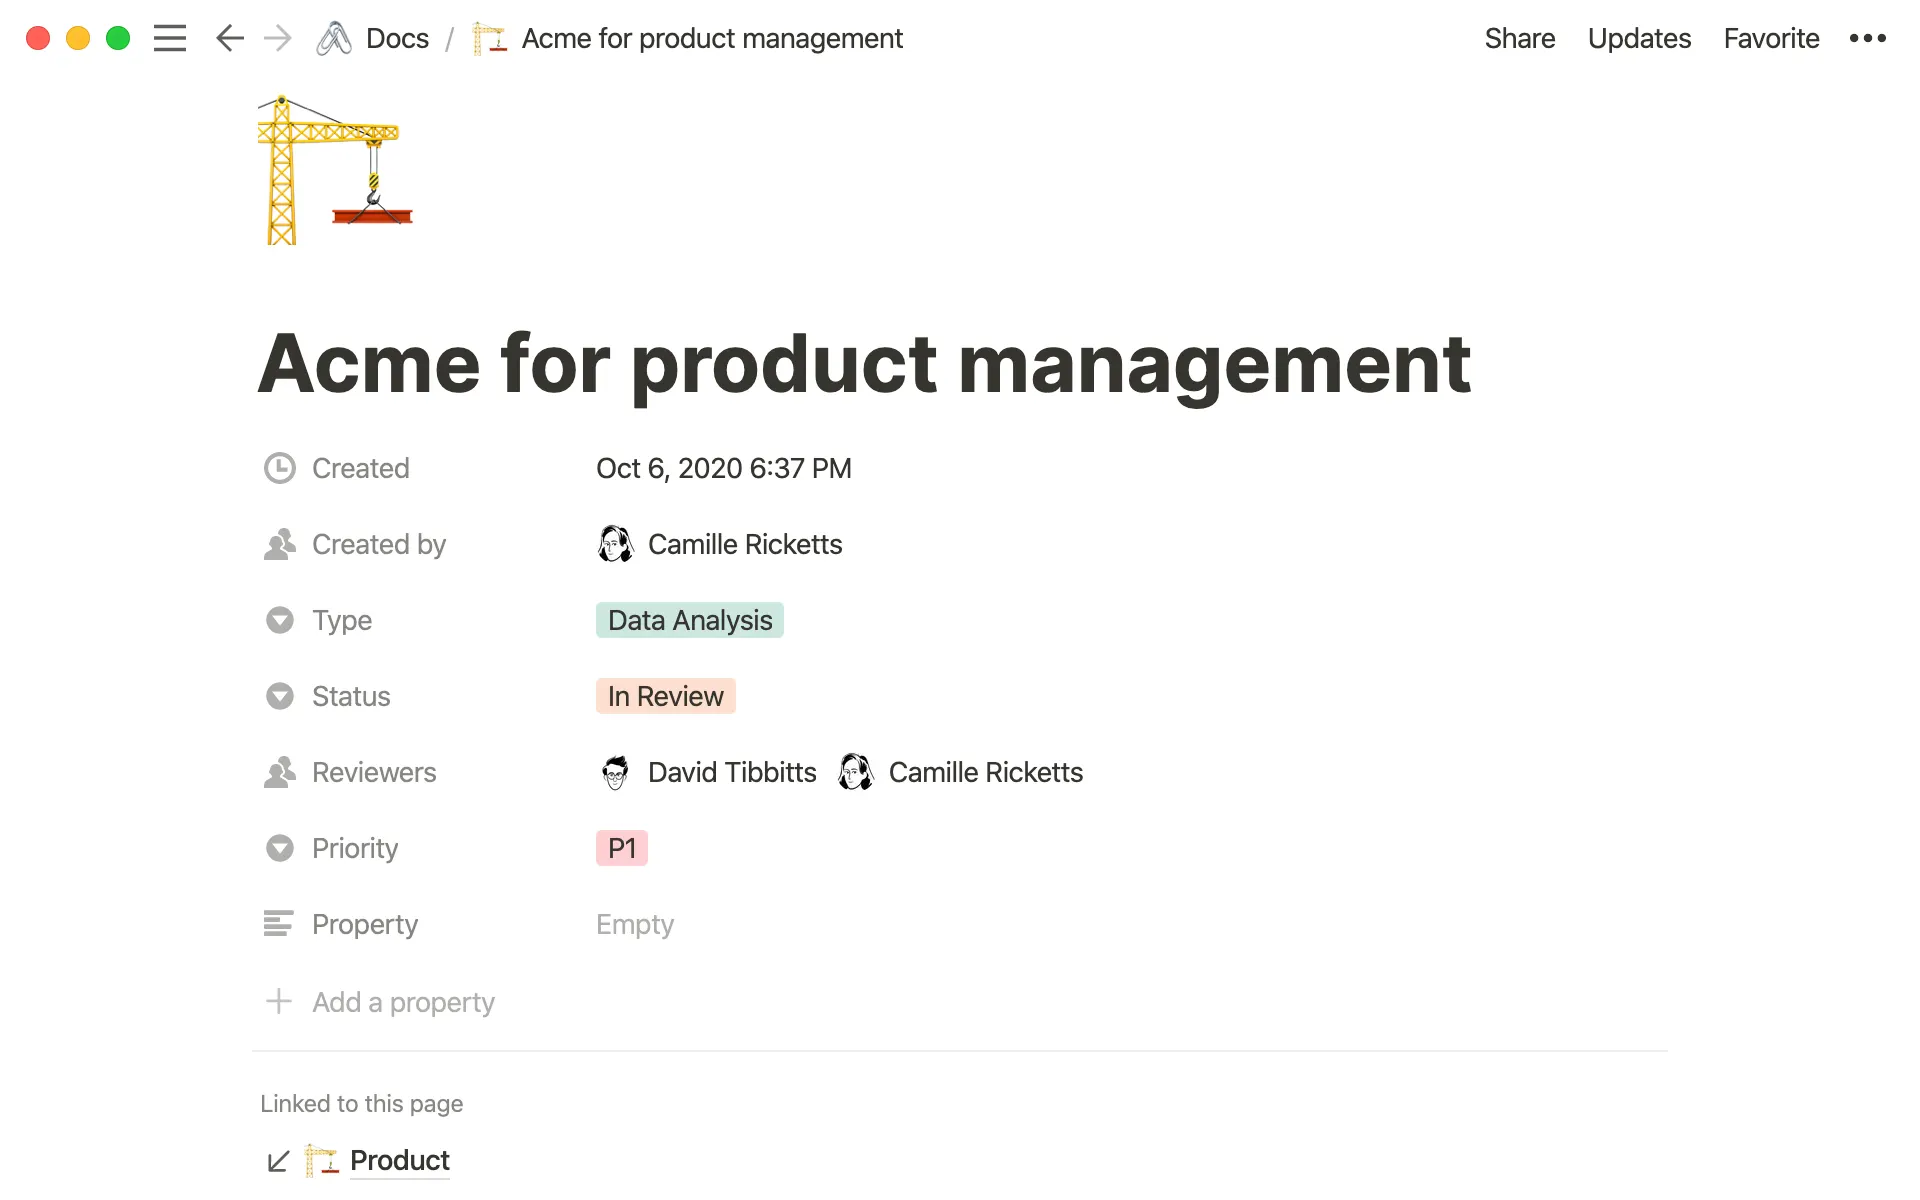 Docs / Acme for product management Share Updates Favorite
Acme for product management
Created Oct 6, 2020 6:37 PM
Created by Camille Ricketts
Type Data Analysis
Status In Review
Reviewers David Tibbitts Camille Ricketts
Priority P1
Property Empty
Add a property
Linked to this page
Product